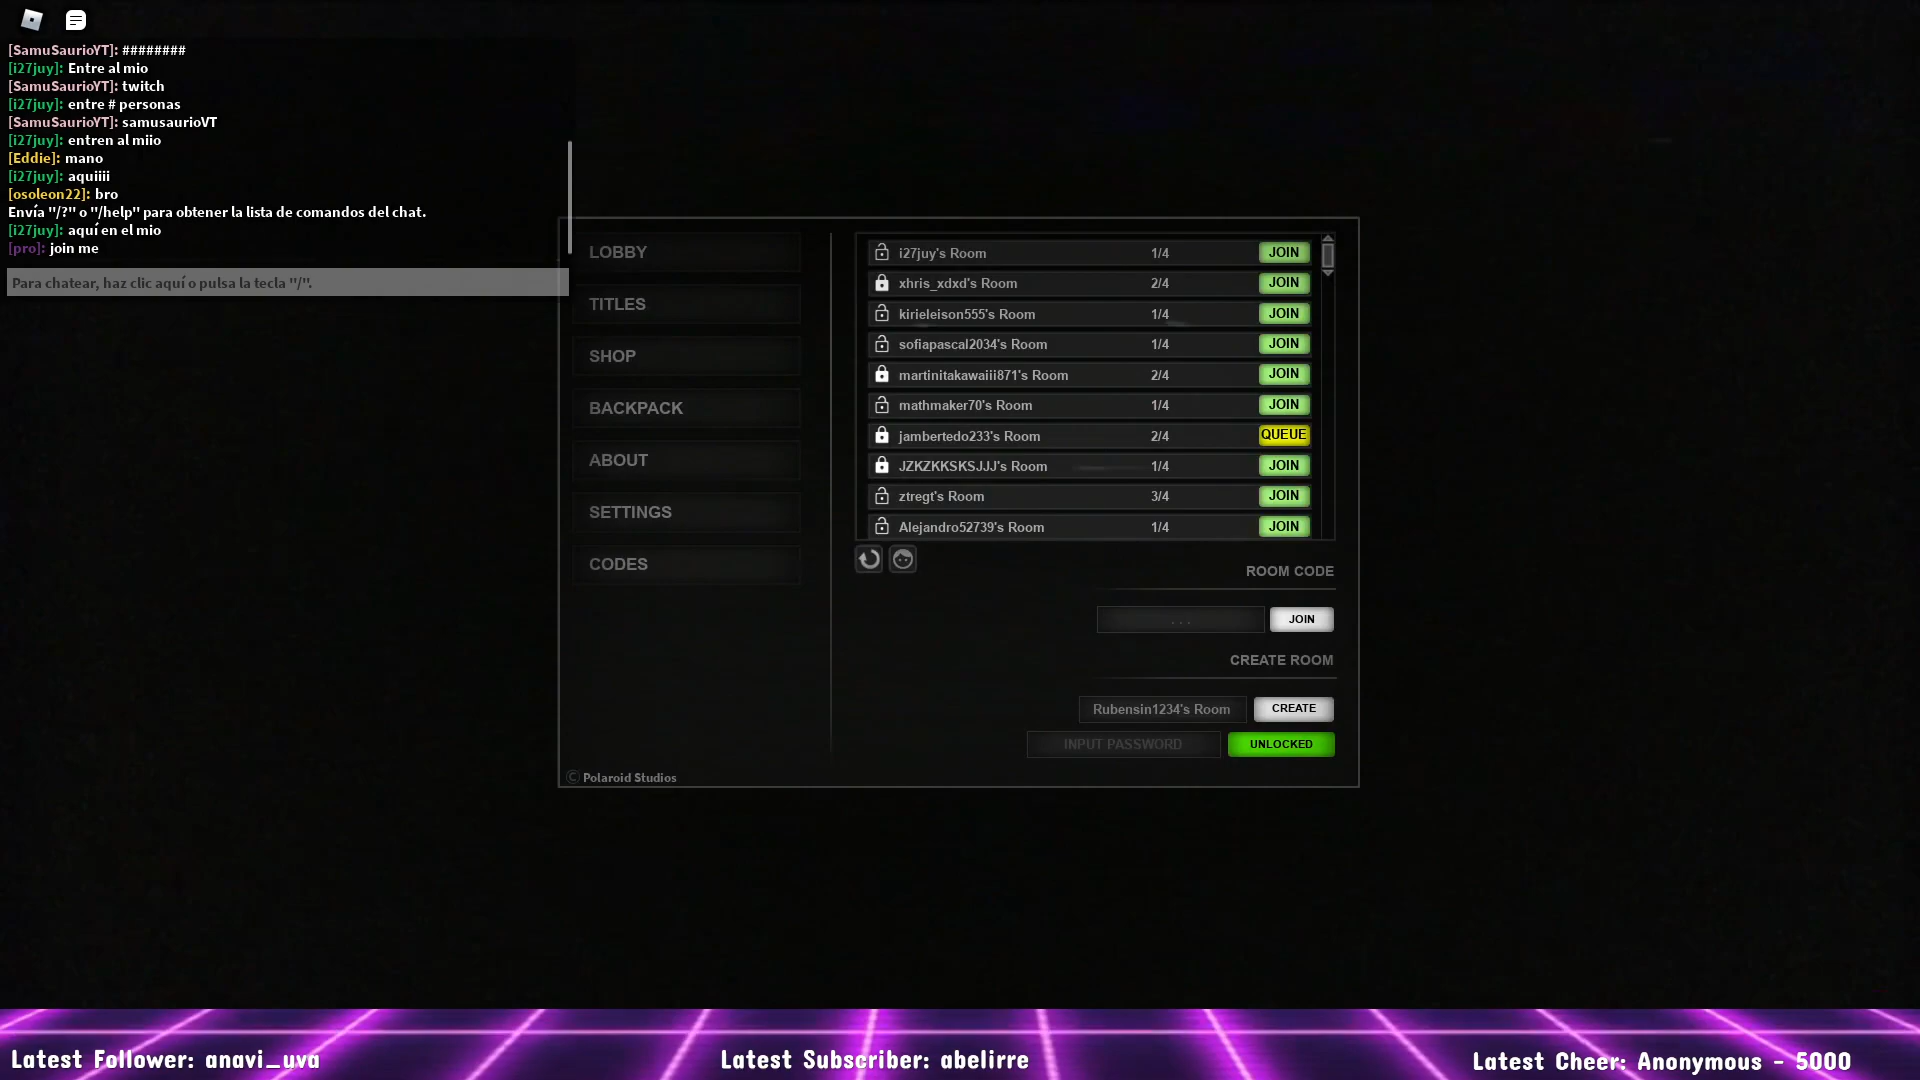 [SamuSaurioYT]: ########
[i27juy]: Entre al mio
[SamuSaurioYT]: twitch
[i27juy]: entre # personas
[SamuSaurioYT]: samusaurioVT
[i27juy]: entren al miio
[Eddie]: mano
[i27juy]: aquiiii
[osoleon22]: bro
Envía "/?" o "/help" para obtener la lista de comandos del chat.
[i27juy]: aquí en el mio
[pro]: join me
Para chatear, haz clic aquí o pulsa la tecla "/".
LOBBY
TITLES
SHOP
BACKPACK
ABOUT
SETTINGS
CODES
i27juy's Room 1/4 JOIN
xhris_xdxd's Room 2/4 JOIN
kirieleison555's Room 1/4 JOIN
sofiapascal2034's Room 1/4 JOIN
martinitakawaiii871's Room 2/4 JOIN
mathmaker70's Room 1/4 JOIN
jambertedo233's Room 2/4 QUEUE
JZKZKKSKSJJJ's Room 1/4 JOIN
ztregt's Room 3/4 JOIN
Alejandro52739's Room 1/4 JOIN
ROOM CODE
... JOIN
CREATE ROOM
Rubensin1234's Room CREATE
INPUT PASSWORD UNLOCKED
© Polaroid Studios
Latest Follower: anavi_uva
Latest Subscriber: abelirre
Latest Cheer: Anonymous - 5000